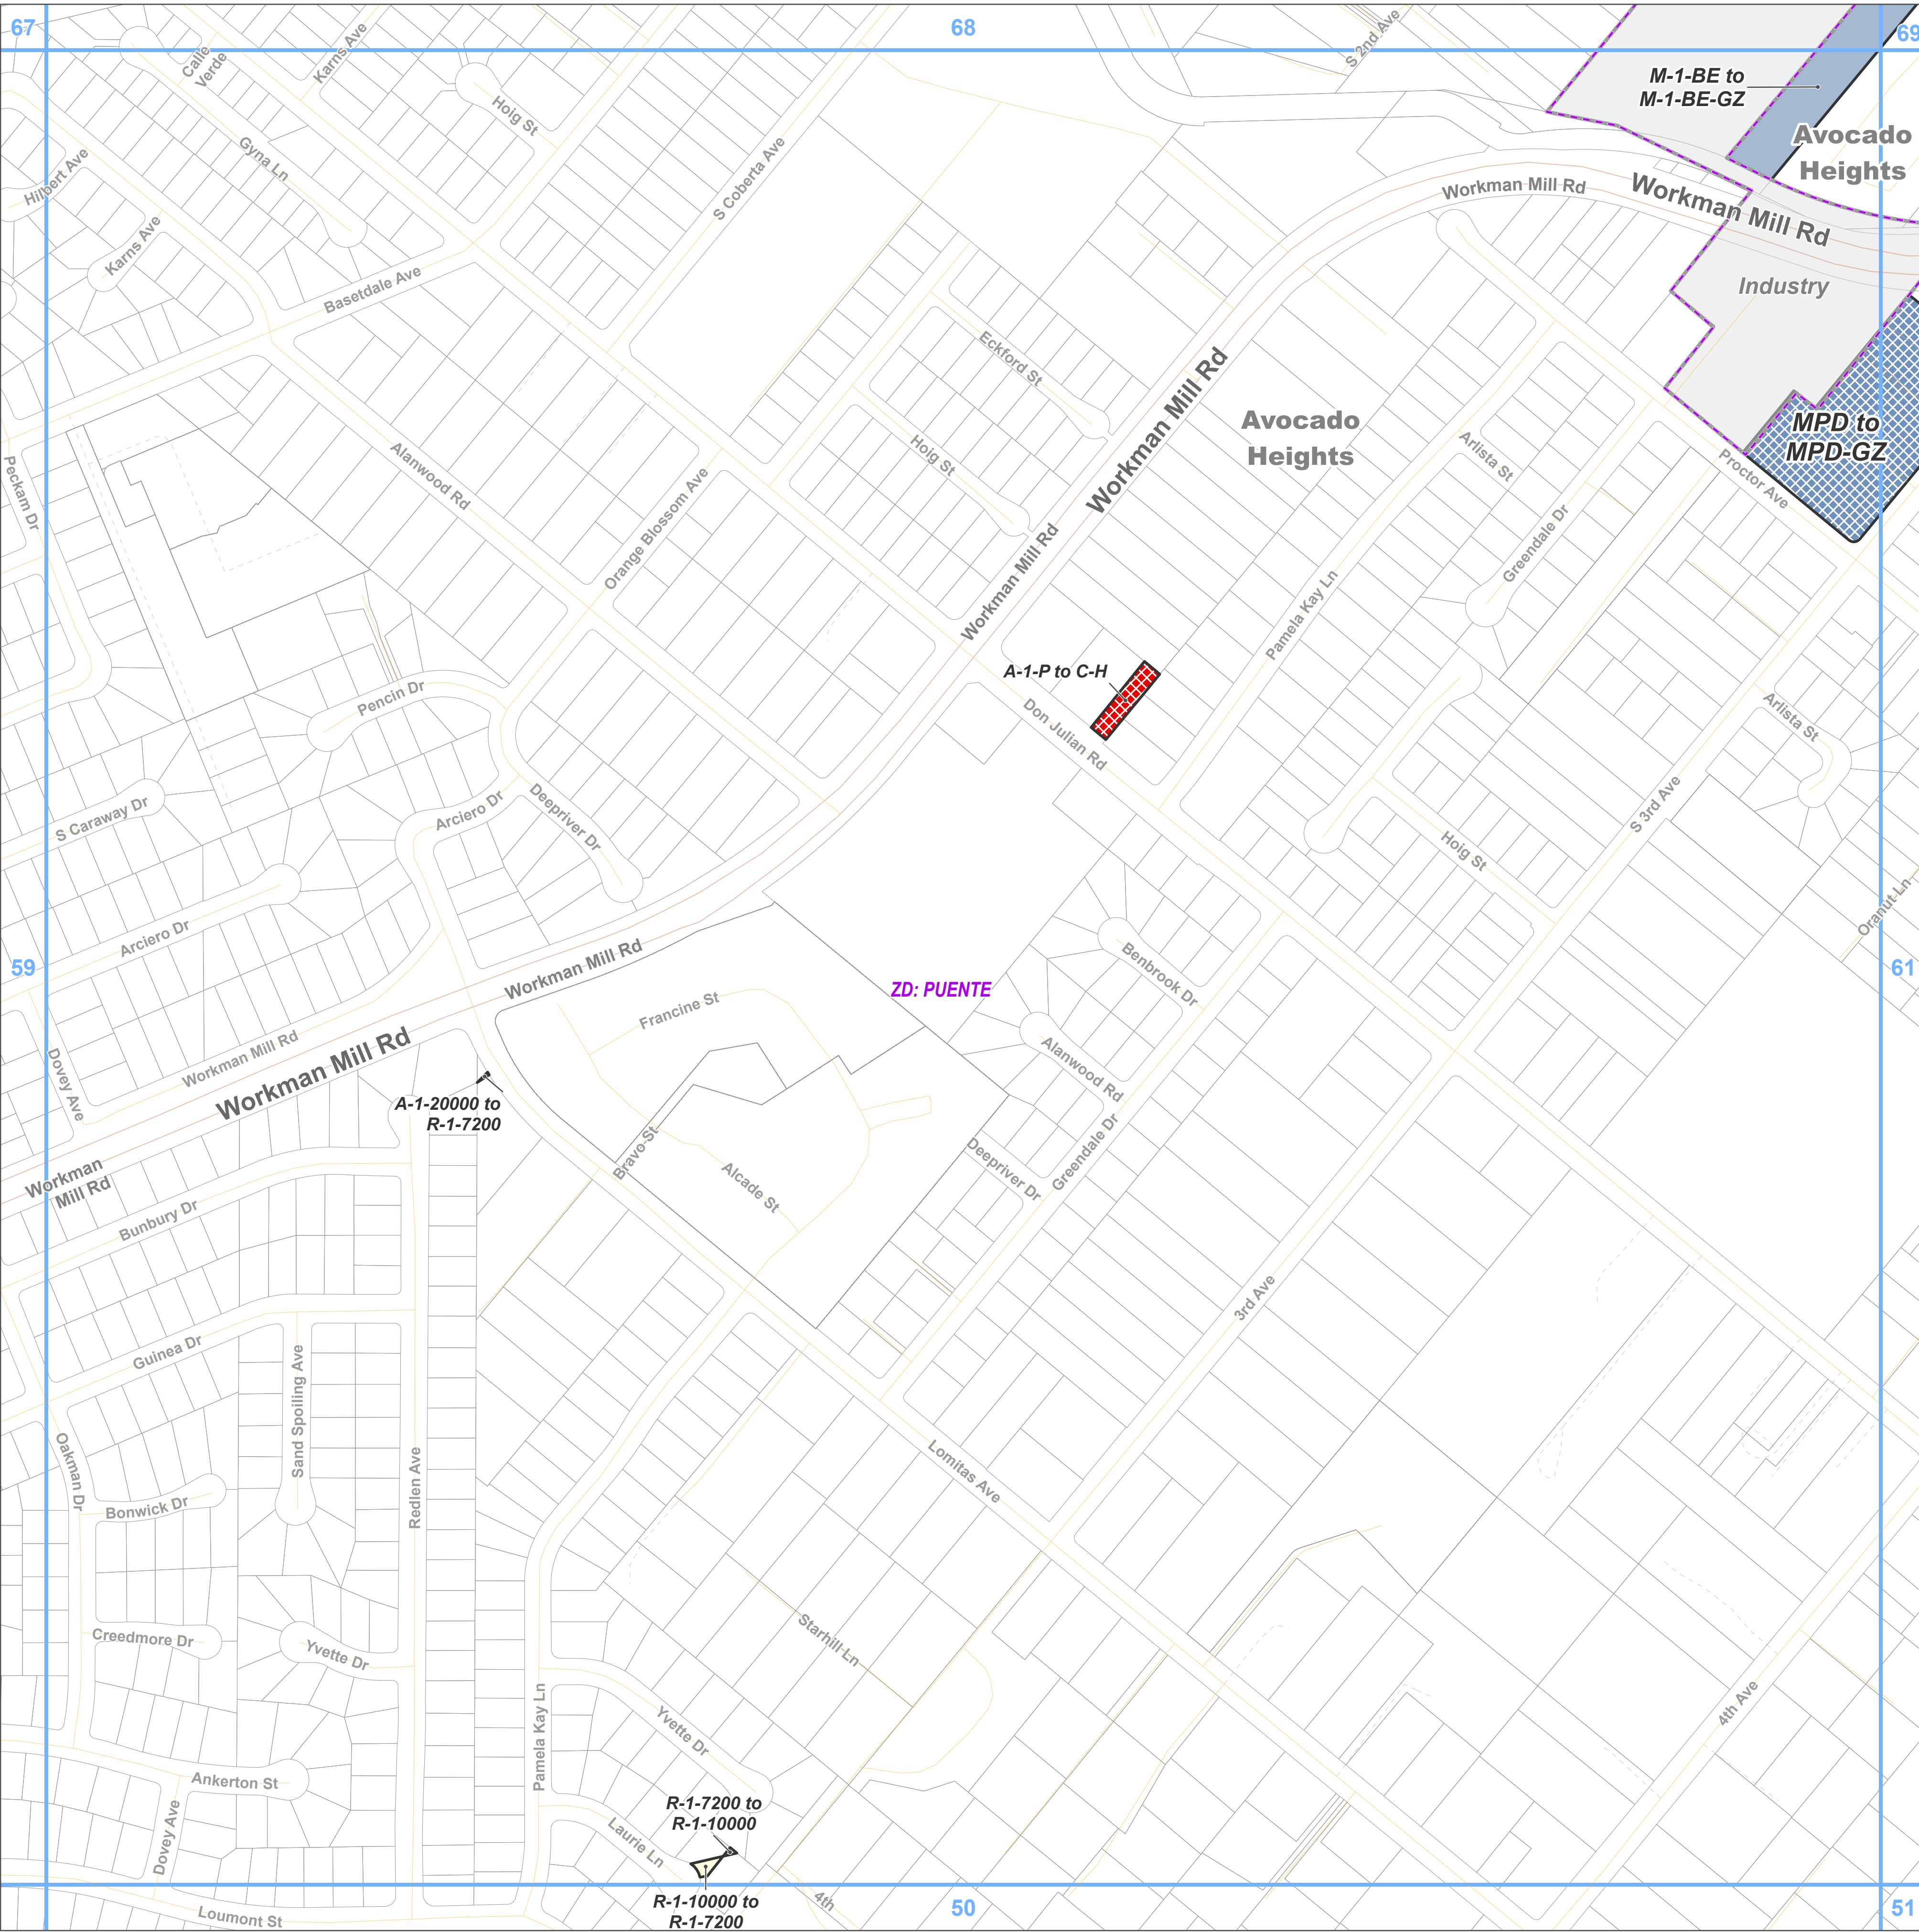 67
68
69
Calle
Verde
Karns Ave
Hoig St
S 2nd Ave
M-1-BE to
M-1-BE-GZ
Avocado
Heights
Gyna Ln
Hilbert Ave
S Coberta Ave
Workman Mill Rd
Workman Mill Rd
Karns Ave
Basetdale Ave
Industry
Eckford St
Workman Mill Rd
Avocado
Heights
MPD to
MPD-GZ
Peckam Dr
Alanwood Rd
Hoig St
Arlista St
Proctor Ave
Orange Blossom Ave
Greendale Dr
Workman Mill Rd
Pamela Kay Ln
A-1-P to C-H
Pencin Dr
Don Julian Rd
Arlista St
S Caraway Dr
Arciero Dr
Deepriver Dr
S 3rd Ave
Hoig St
Oranut Ln
Arciero Dr
59
61
Workman Mill Rd
ZD: PUENTE
Benbrook Dr
Francine St
Workman Mill Rd
Workman Mill Rd
Dovey Ave
Alanwood Rd
A-1-20000 to
R-1-7200
Workman
Mill Rd
Bravo St
Alcade St
Deepriver Dr
Greendale Dr
Bunbury Dr
3rd Ave
Guinea Dr
Sand Spoiling Ave
Oakman Dr
Redlen Ave
Lomitas Ave
Bonwick Dr
Creedmore Dr
Yvette Dr
Starhill Ln
Pamela Kay Ln
Yvette Dr
4th Ave
Ankerton St
Dovey Ave
R-1-7200 to
R-1-10000
Laurie Ln
R-1-10000 to
R-1-7200
4th
Loumont St
50
51